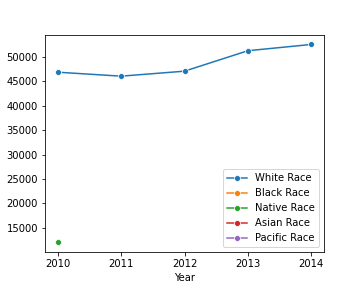 50000
45000
40000
35000
30000
25000
20000
15000
White Race
Black Race
Native Race
Asian Race
Pacific Race
2010 2011 2012 2013 2014
Year